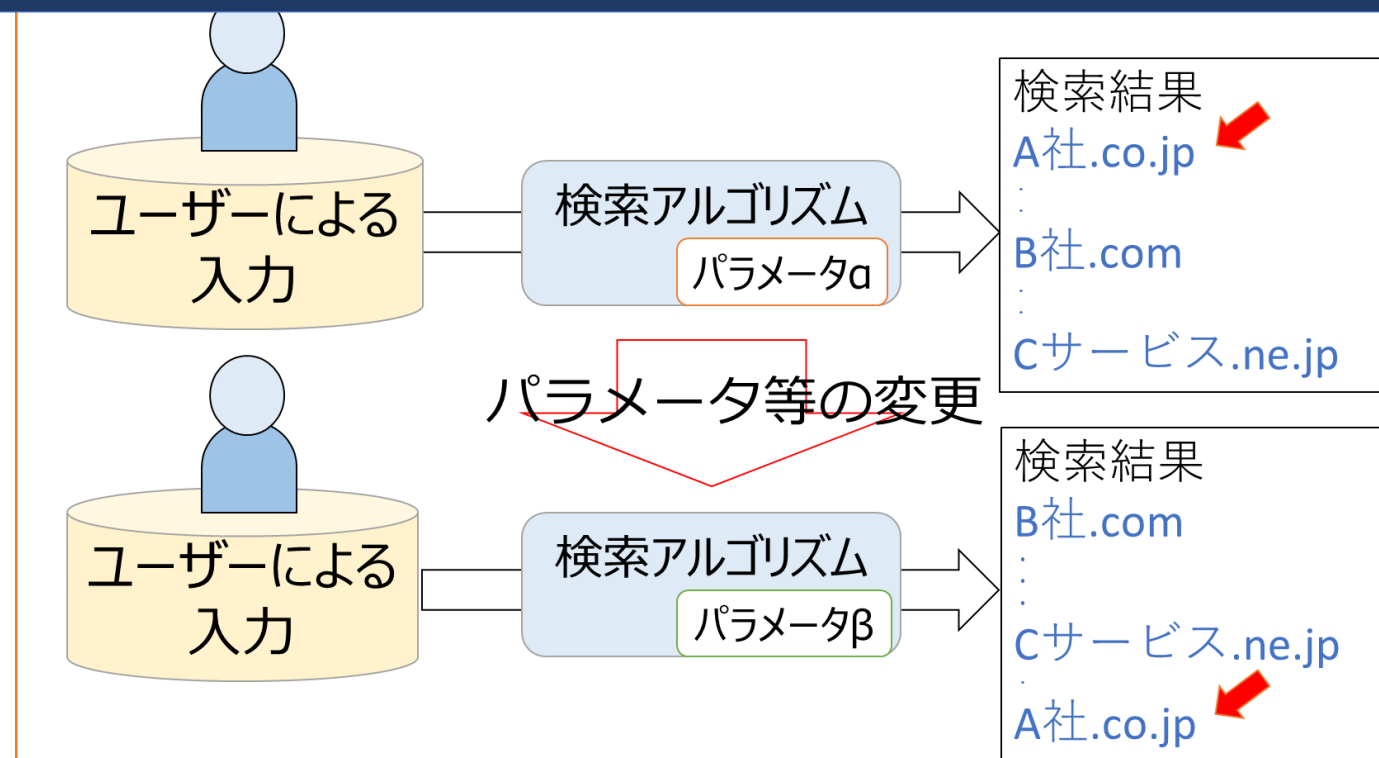 ユーザーによる
入力
検索アルゴリズム
パラメータα
検索結果
A社.co.jp
.
.
B社.com
.
.
Cサービス.ne.jp
パラメータ等の変更
ユーザーによる
入力
検索アルゴリズム
パラメータβ
検索結果
B社.com
.
.
.
Cサービス.ne.jp
.
A社.co.jp